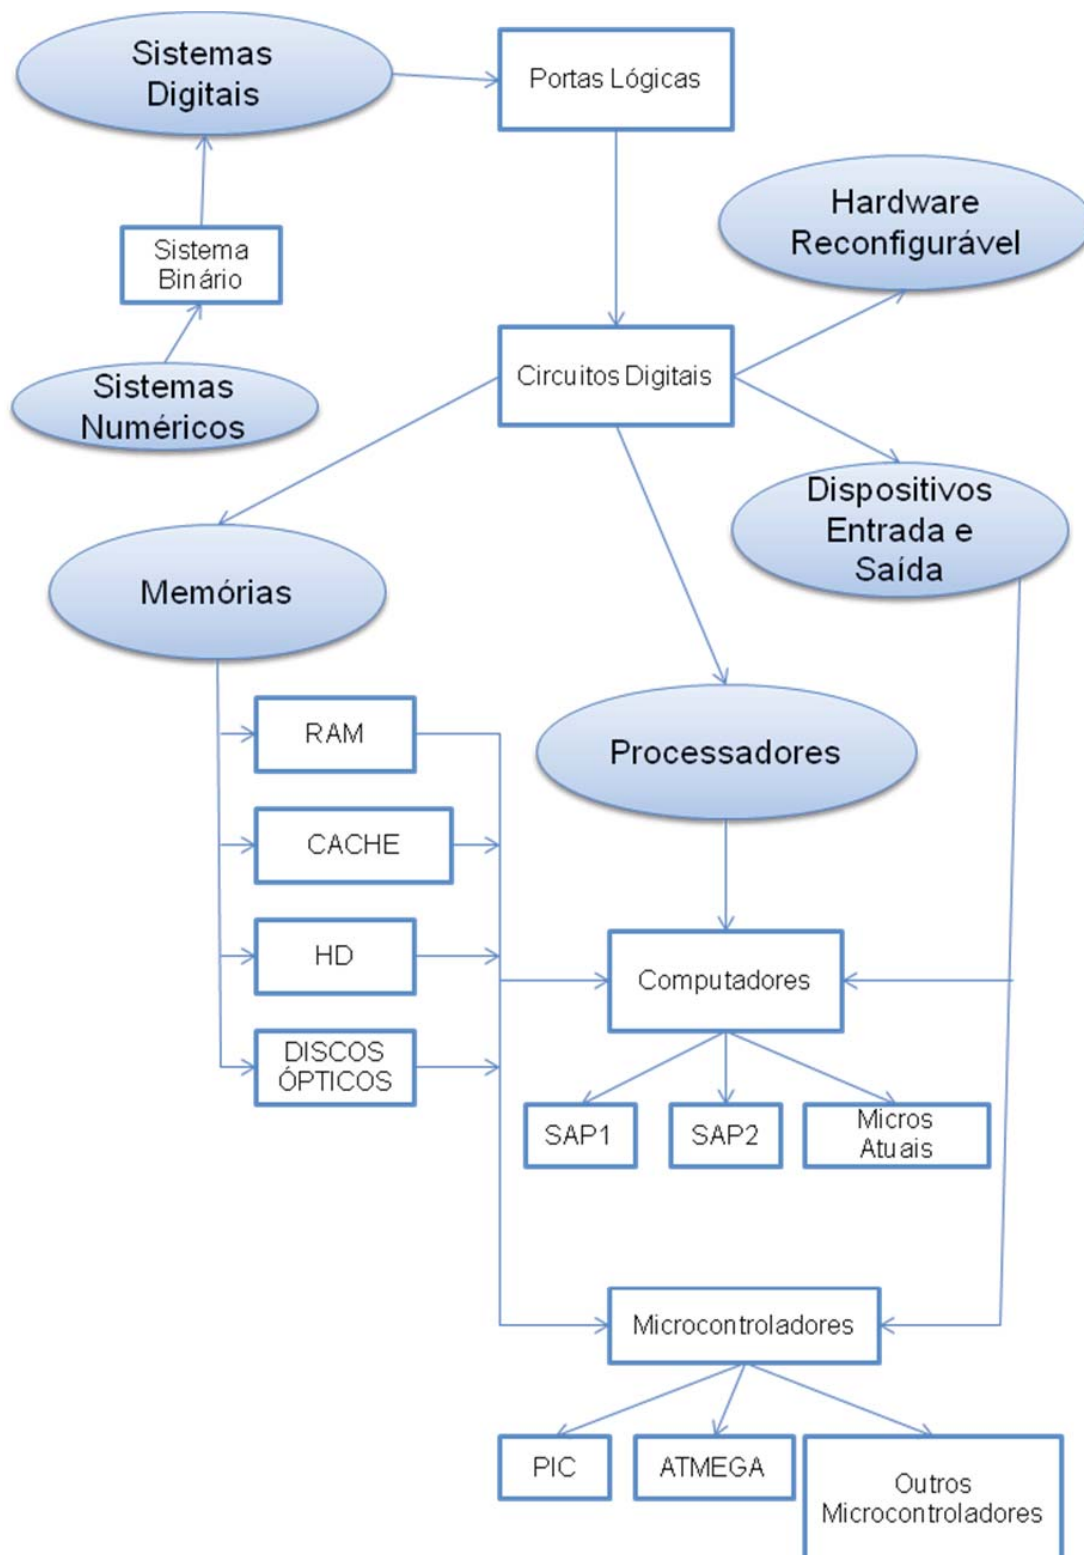 Sistemas
Digitais
Portas Lógicas
Hardware
Reconfigurável
Sistema
Binário
Circuitos Digitais
Sistemas
Numéricos
Dispositivos
Entrada e
Saída
Memórias
RAM
Processadores
CACHE
HD
Computadores
DISCOS
ÓPTICOS
SAP1
SAP2
Micros
Atuais
Microcontroladores
PIC
ATMEGA
Outros
Microcontroladores